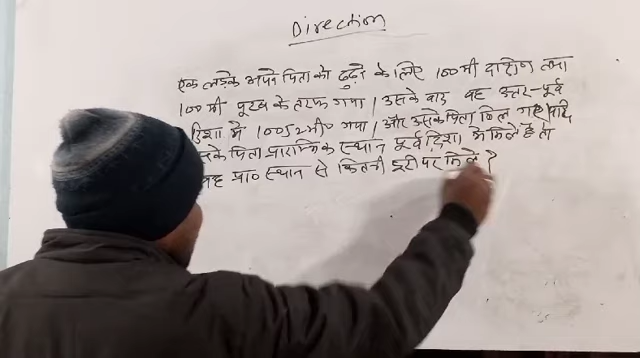 Direction
एक लड़के अपने पिता को ढुढ़ने के लिए 100 मी दक्षिण तथा
100 मी पूरब के तरफ गया। उसके बाद वह उत्तर-पूर्व
दिशा में 100√2 मी० गया। और उसके पिता मिल गए। यदि
उसके पिता प्रारम्भिक स्थान पूर्व दिशा में मिले है तो
वह प्रा० स्थान से कितनी दूरी पर मिले ?